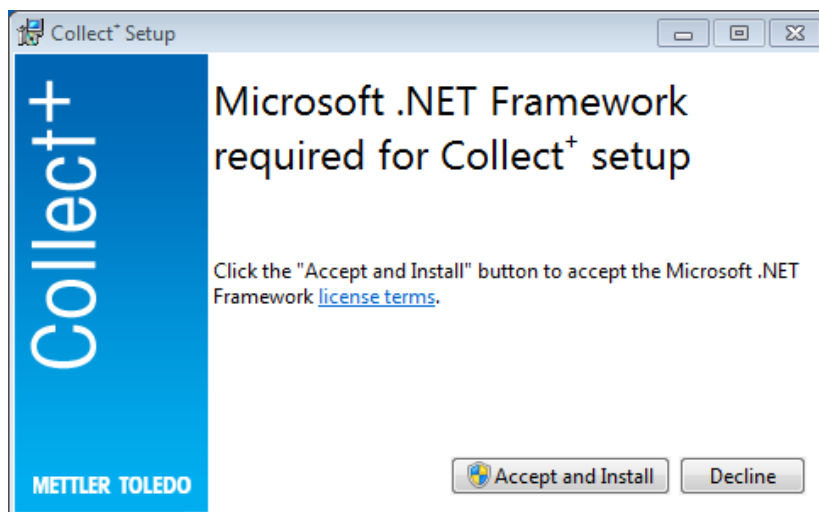 Collect⁺ Setup
Collect+
Microsoft .NET Framework
required for Collect⁺ setup
Click the "Accept and Install" button to accept the Microsoft .NET
Framework license terms.
METTLER TOLEDO
Accept and Install
Decline